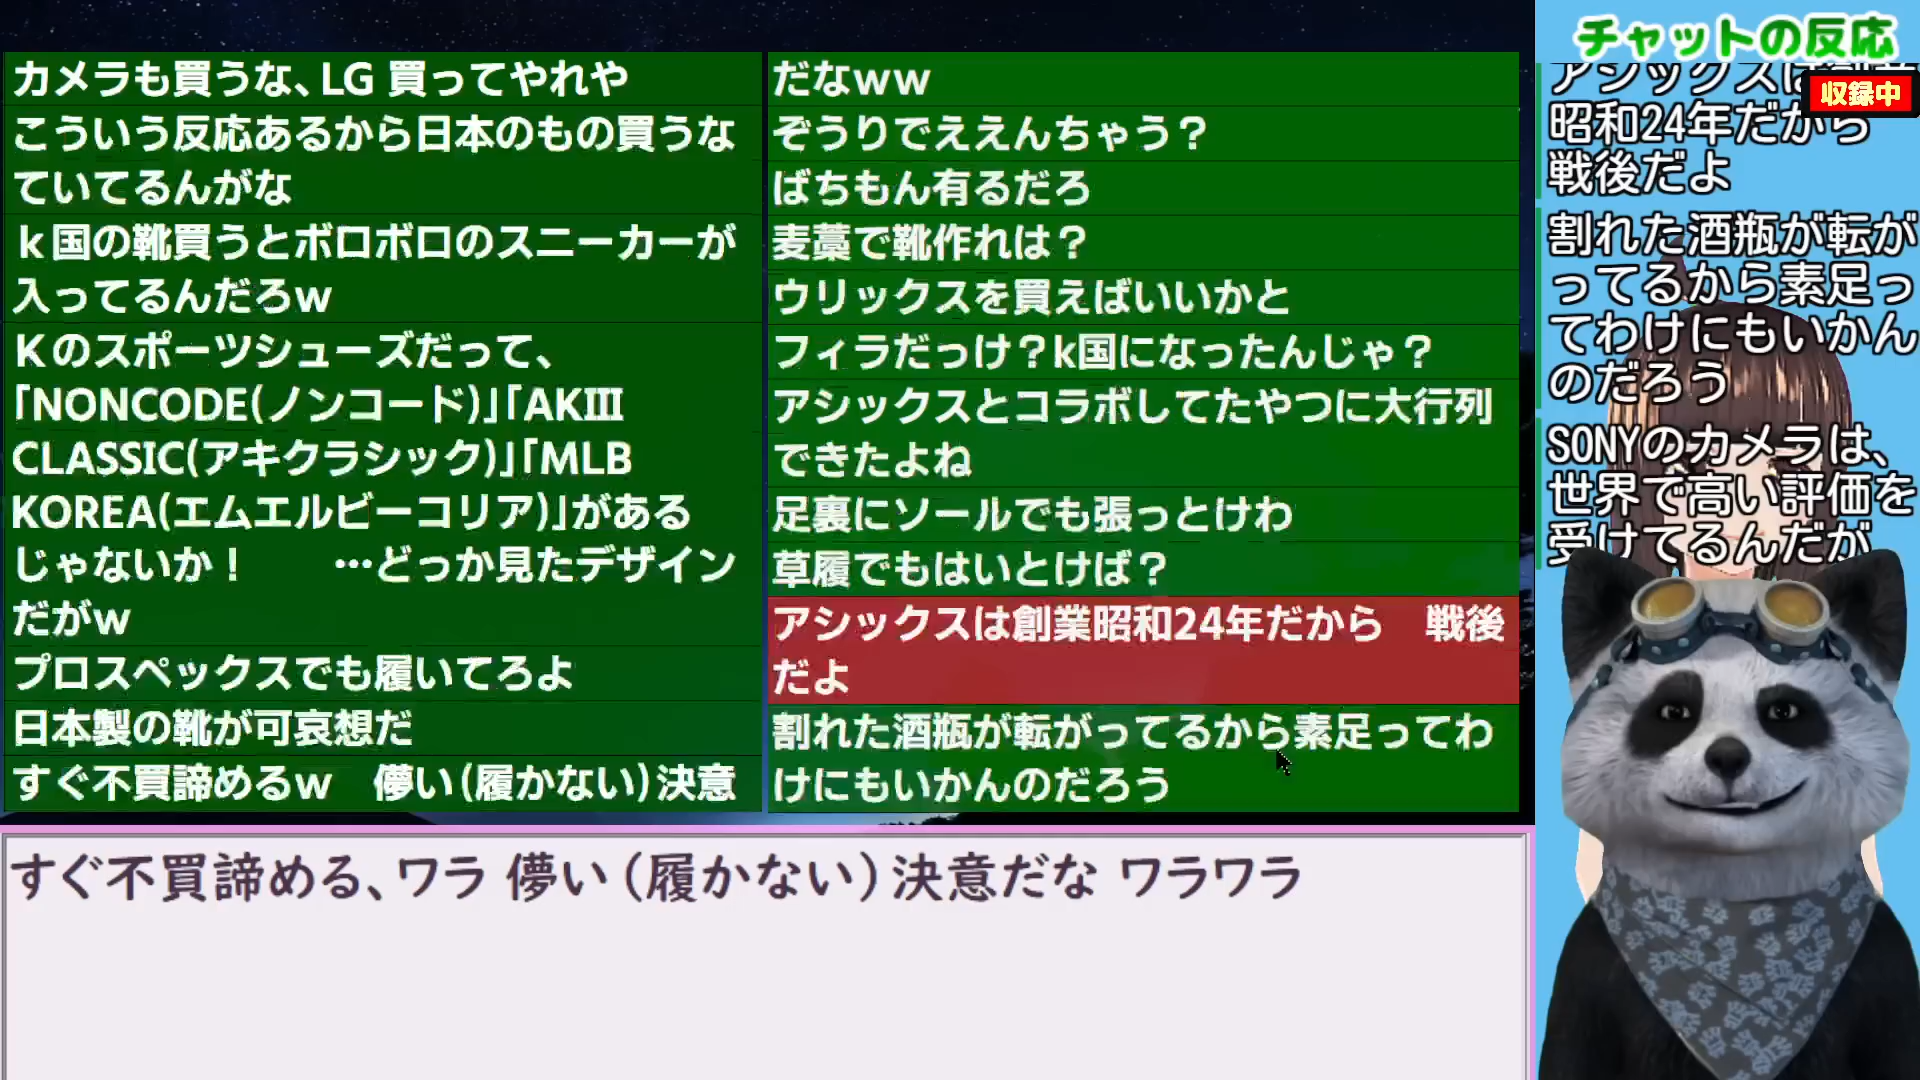 カメラも買うな、LG 買ってやれや
こういう反応あるから日本のもの買うな
ていてるんがな
ｋ国の靴買うとボロボロのスニーカーが
入ってるんだろw
Ｋのスポーツシューズだって、
「NONCODE(ノンコード)」「AKⅢ
CLASSIC(アキクラシック)」「MLB
KOREA(エムエルビーコリア)」がある
じゃないか！　　…どっか見たデザイン
だがw
プロスペックスでも履いてろよ
日本製の靴が可哀想だ
すぐ不買諦めるw　儚い（履かない）決意
だなww
ぞうりでええんちゃう？
ばちもん有るだろ
麦藁で靴作れは？
ウリックスを買えばいいかと
フィラだっけ？k国になったんじゃ？
アシックスとコラボしてたやつに大行列
できたよね
足裏にソールでも張っとけわ
草履でもはいとけば？
アシックスは創業昭和24年だから　戦後
だよ
割れた酒瓶が転がってるから素足ってわ
けにもいかんのだろう
すぐ不買諦める、ワラ 儚い（履かない）決意だな ワラワラ
チャットの反応
収録中
昭和24年だから
戦後だよ
割れた酒瓶が転が
ってるから素足っ
てわけにもいかん
のだろう
SONYのカメラは、
世界で高い評価を
受けてるんだが